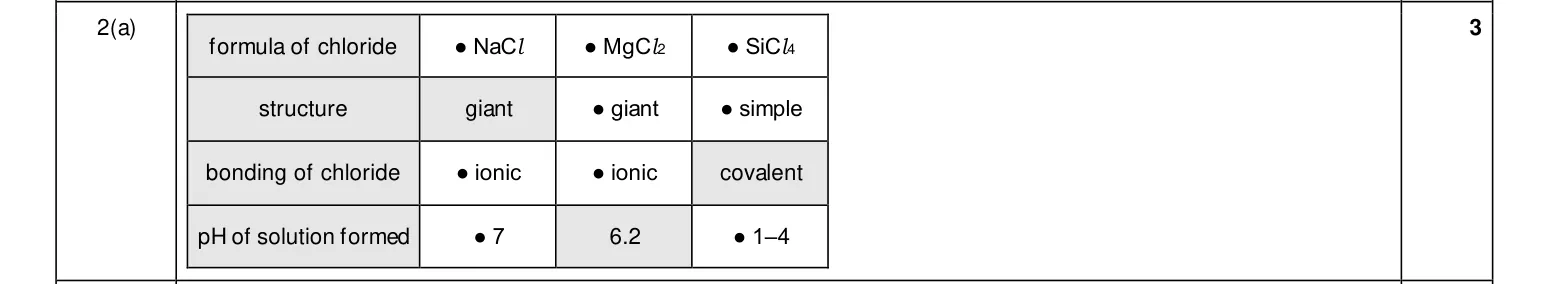 2(a)
formula of chloride ● NaCl ● MgCl2 ● SiCl4
structure giant ● giant ● simple
bonding of chloride ● ionic ● ionic covalent
pH of solution formed ● 7 6.2 ● 1–4
3